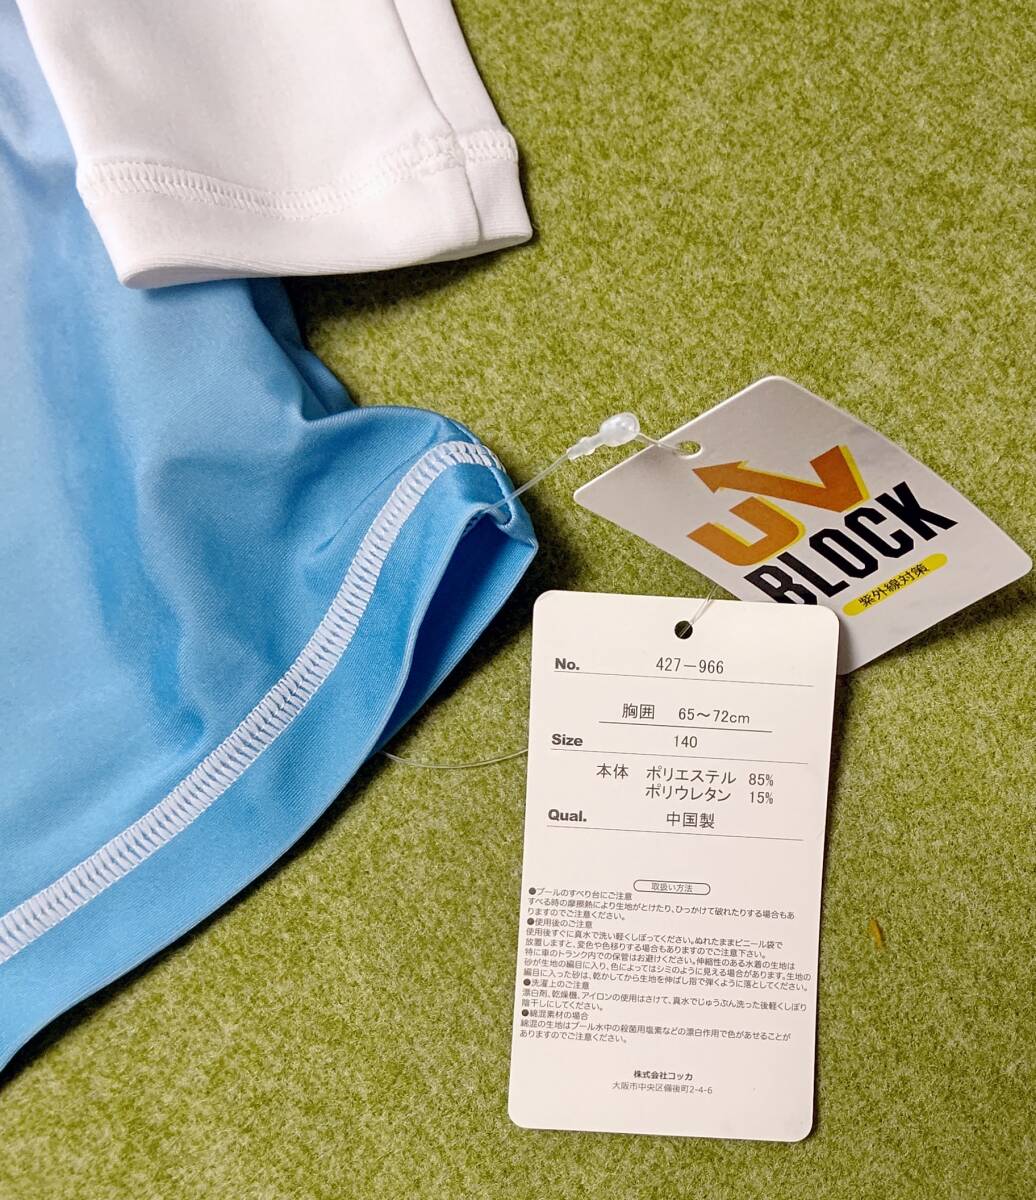 UV
BLOCK
紫外線対策
No. 427-966
胸囲 65~72cm
Size 140
本体 ポリエステル 85%
ポリウレタン 15%
Qual. 中国製
取扱い方法
●プールのすべり台にご注意
すべる時の摩擦熱により生地がとけたり、ひっかけて破れたりする場合もあ
りますのでご注意ください。
●使用後のご注意
使用後すぐに真水で洗い軽くしぼってください。ぬれたままビニール袋で
放置しますと、変色や色移りする場合もありますのでご注意下さい。
特に車のトランク内での保管はお避けください。伸縮性のある水着の生地は
砂が生地の編目に入り、色によってはシミのように見える場合があります。生地の
編目に入った砂は、乾かしてから生地を伸ばし指で弾くように落としてください。
●洗濯上のご注意
漂白剤、乾燥機、アイロンの使用はさけて、真水でじゅうぶん洗った後軽くしぼり
陰干しにしてください。
●綿混素材の場合
綿混の生地はプール水中の殺菌用塩素などの漂白作用で色があせることが
ありますのでご注意ください。
株式会社コッカ
大阪市中央区備後町2-4-6